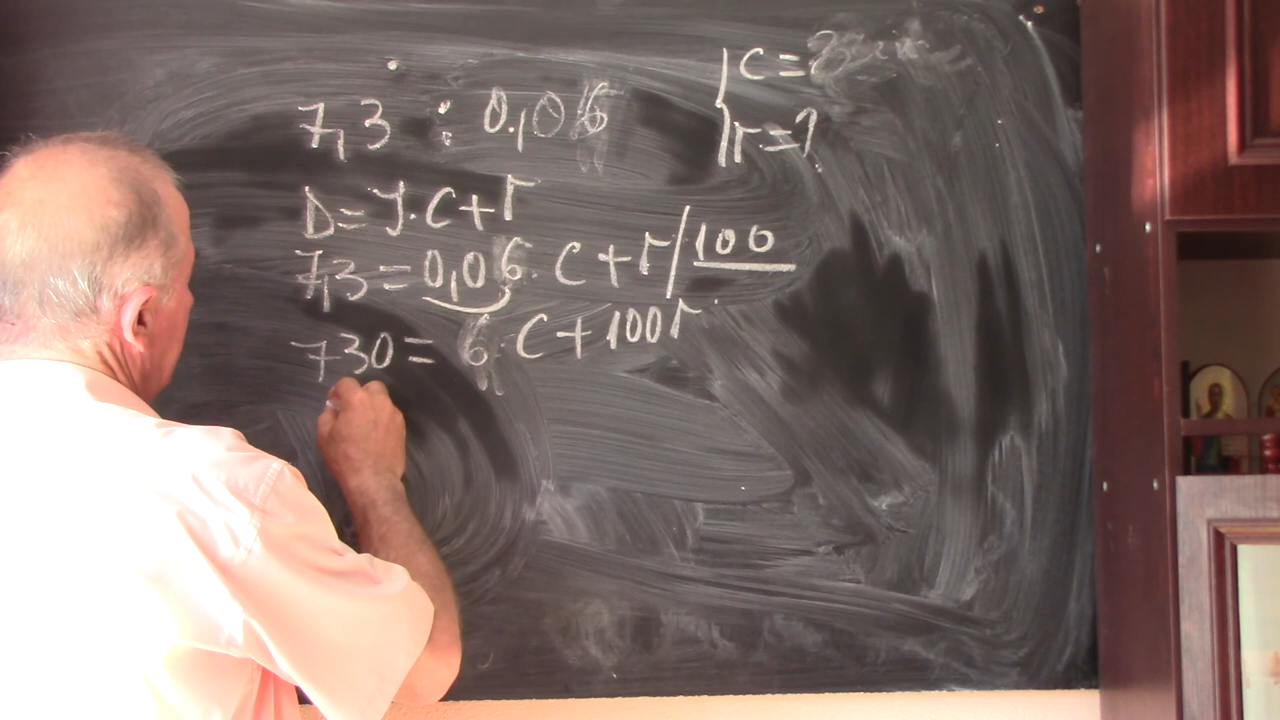 7,3 : 0,06
C =
r = ?
D = Î·C + r
7,3 = 0,06·C + r / 100
730 = 6·C + 100r